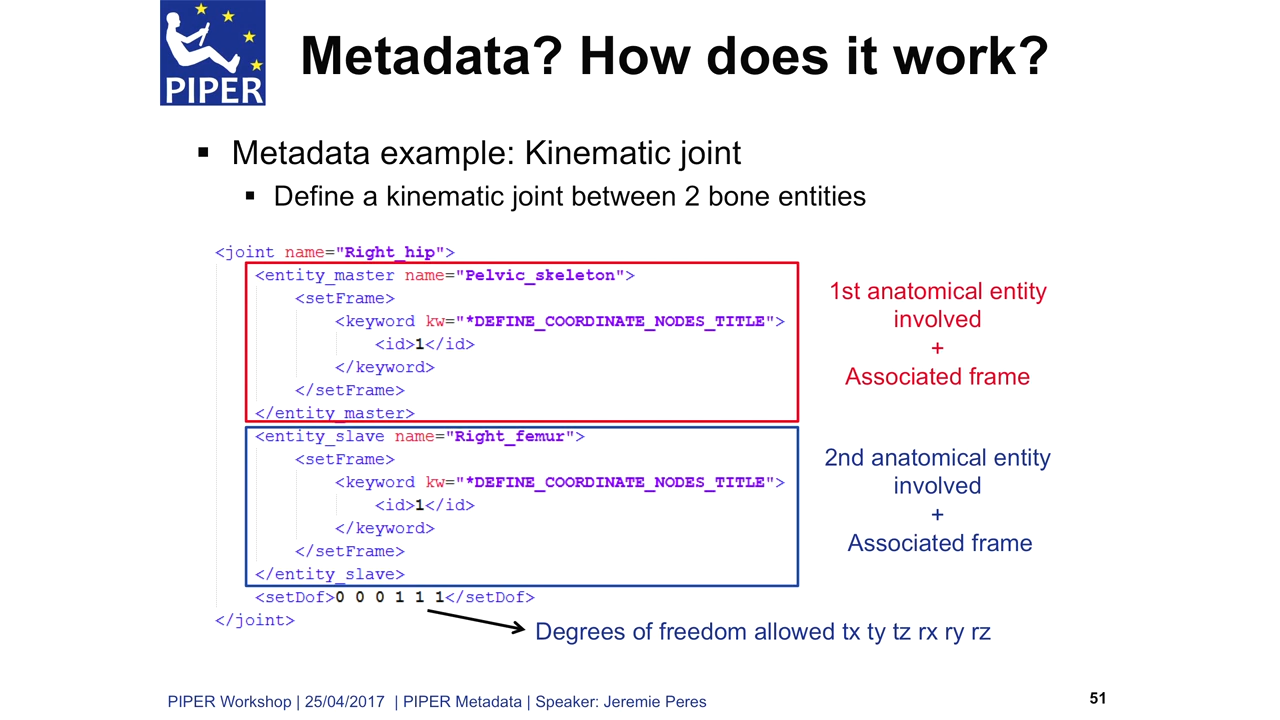 PIPER
Metadata? How does it work?
▪ Metadata example: Kinematic joint
▪ Define a kinematic joint between 2 bone entities
<joint name="Right_hip">
<entity_master name="Pelvic_skeleton">
<setFrame>
<keyword kw="*DEFINE_COORDINATE_NODES_TITLE">
<id>1</id>
</keyword>
</setFrame>
</entity_master>
1st anatomical entity
involved
+
Associated frame
<entity_slave name="Right_femur">
<setFrame>
<keyword kw="*DEFINE_COORDINATE_NODES_TITLE">
<id>1</id>
</keyword>
</setFrame>
</entity_slave>
2nd anatomical entity
involved
+
Associated frame
<setDof>0 0 0 1 1 1</setDof>
</joint>
Degrees of freedom allowed tx ty tz rx ry rz
PIPER Workshop | 25/04/2017 | PIPER Metadata | Speaker: Jeremie Peres
51